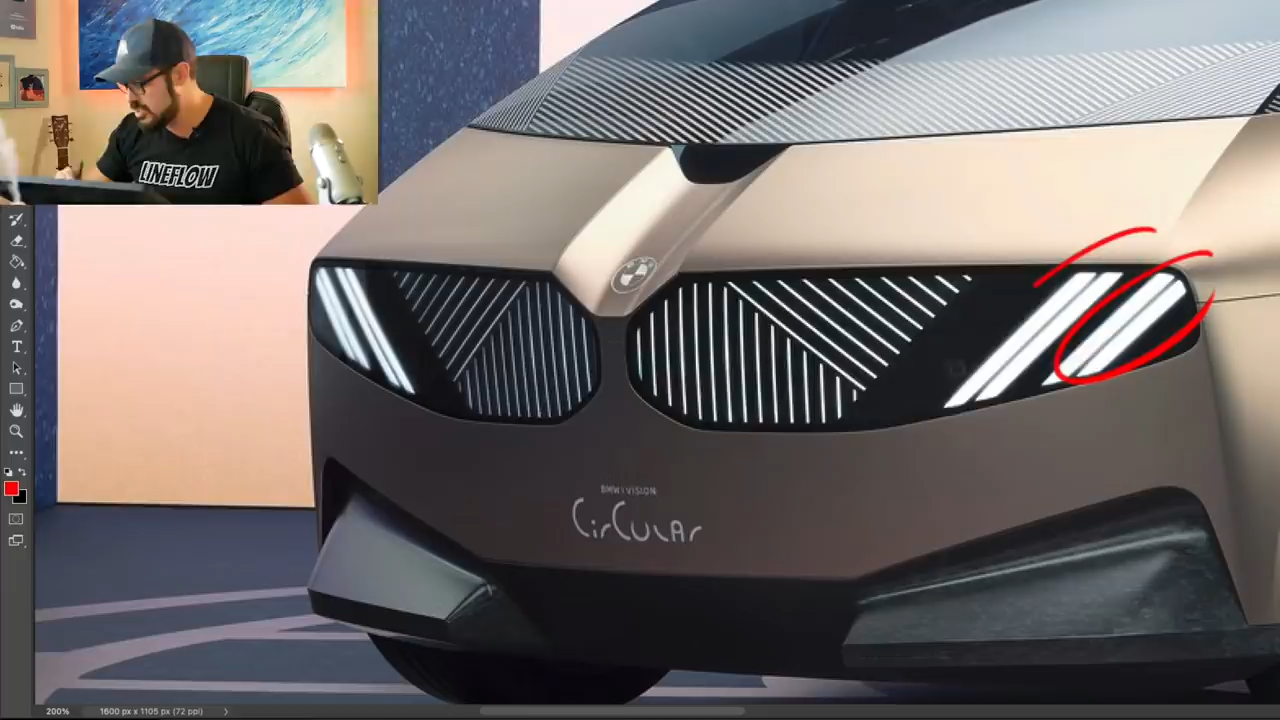 LINEFLOW
BMW i VISION
CirCulAr
200%
1600 px x 1105 px (72 ppi)